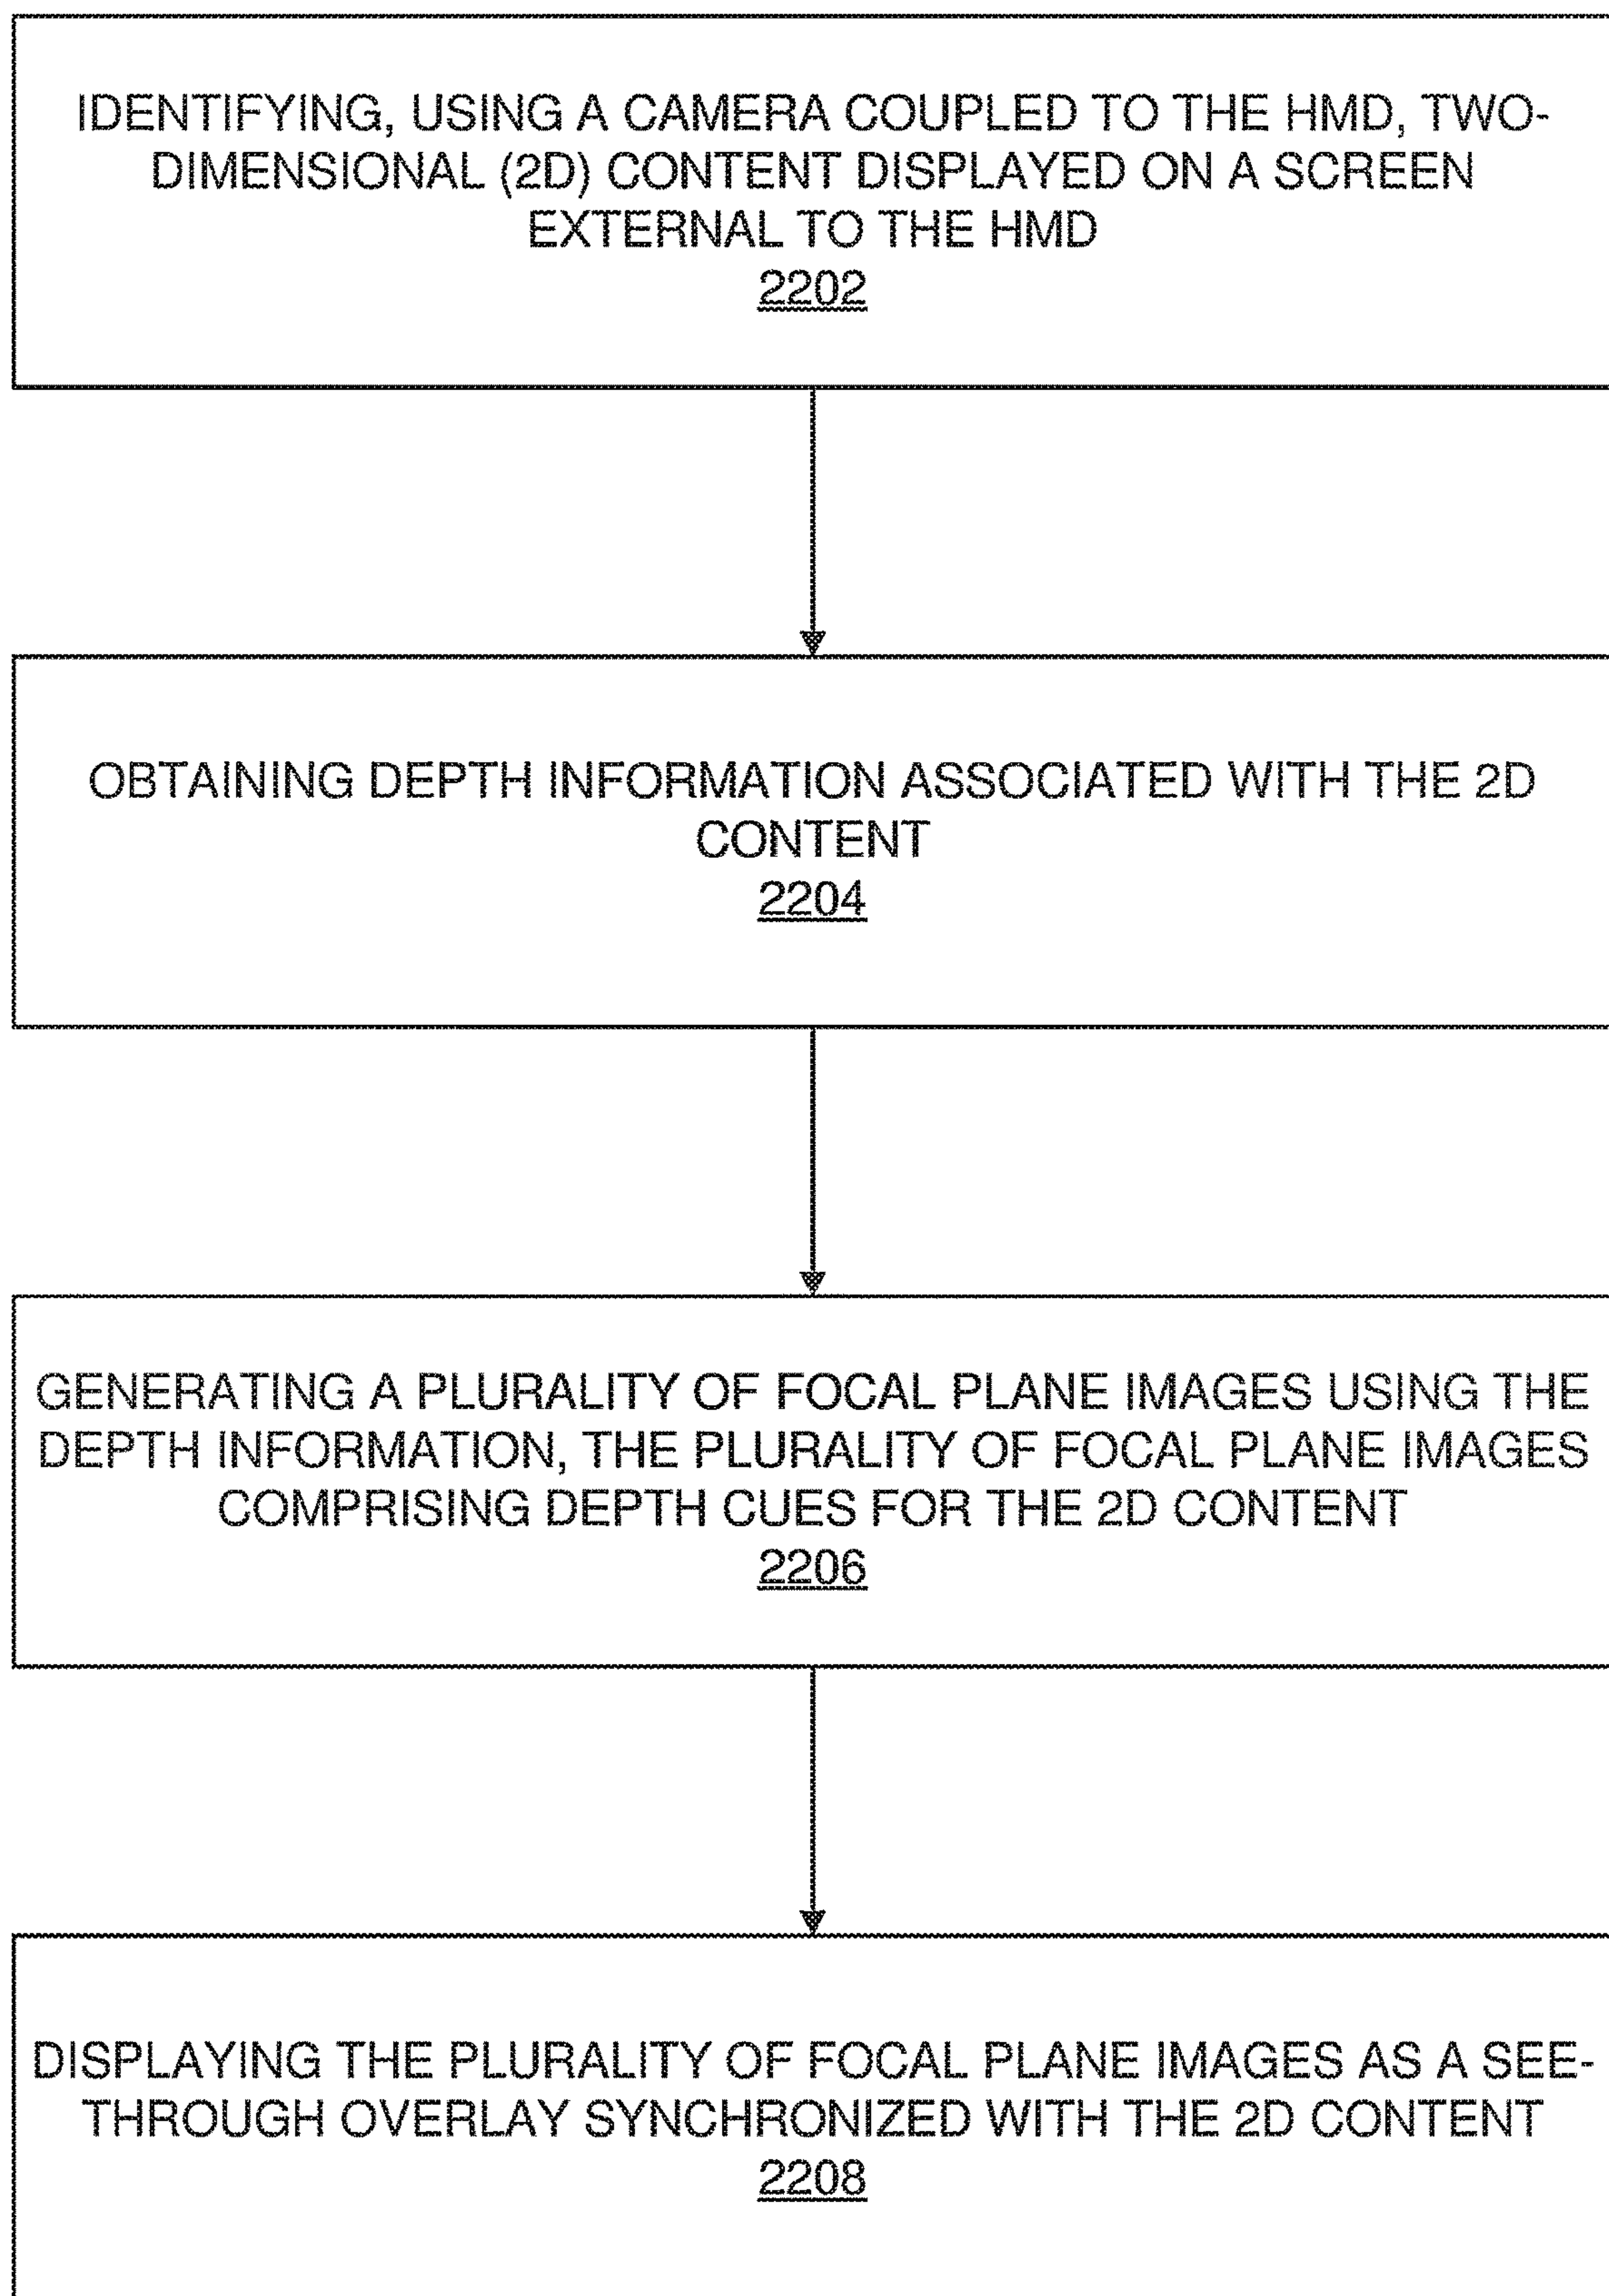 IDENTIFYING, USING A CAMERA COUPLED TO THE HMD, TWO-
DIMENSIONAL (2D) CONTENT DISPLAYED ON A SCREEN
EXTERNAL TO THE HMD
2202
OBTAINING DEPTH INFORMATION ASSOCIATED WITH THE 2D
CONTENT
2204
GENERATING A PLURALITY OF FOCAL PLANE IMAGES USING THE
DEPTH INFORMATION, THE PLURALITY OF FOCAL PLANE IMAGES
COMPRISING DEPTH CUES FOR THE 2D CONTENT
2206
DISPLAYING THE PLURALITY OF FOCAL PLANE IMAGES AS A SEE-
THROUGH OVERLAY SYNCHRONIZED WITH THE 2D CONTENT
2208